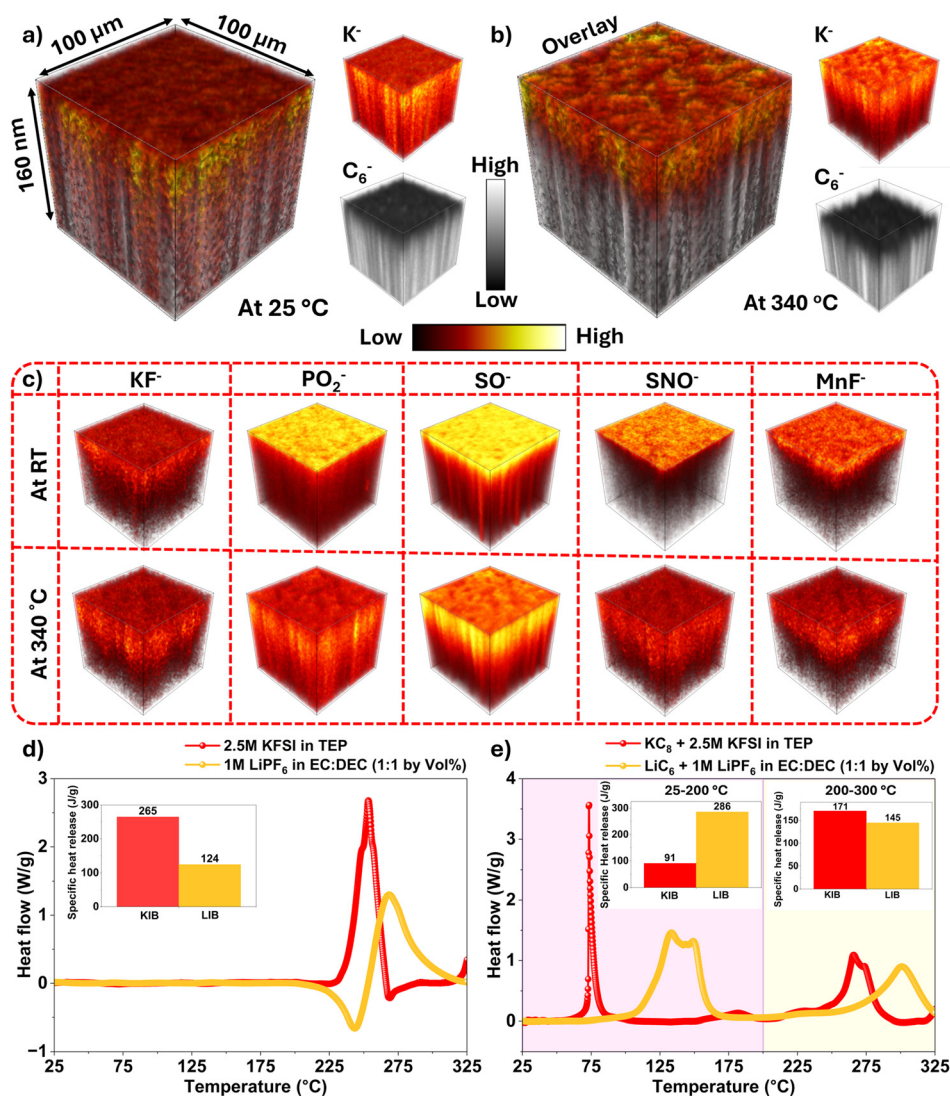 a)
100 µm
100 µm
160 nm
At 25 °C
K-
C6-
High
Low
b)
Overlay
At 340 °C
K-
C6-
Low
High
c)
KF-
PO2-
SO-
SNO-
MnF-
At RT
At 340 °C
d)
2.5M KFSI in TEP
1M LiPF6 in EC:DEC (1:1 by Vol%)
Heat flow (W/g)
3
2
1
0
−1
25
75
125
175
225
275
325
Temperature (°C)
Specific heat release (J/g)
300
200
100
0
265
124
KIB
LIB
e)
KC8 + 2.5M KFSI in TEP
LiC6 + 1M LiPF6 in EC:DEC (1:1 by Vol%)
Heat flow (W/g)
4
3
2
1
0
25
75
125
175
225
275
325
Temperature (°C)
25-200 °C
Specific heat release (J/g)
300
200
100
0
91
286
KIB
LIB
200-300 °C
Specific heat release (J/g)
150
100
50
0
171
145
KIB
LIB